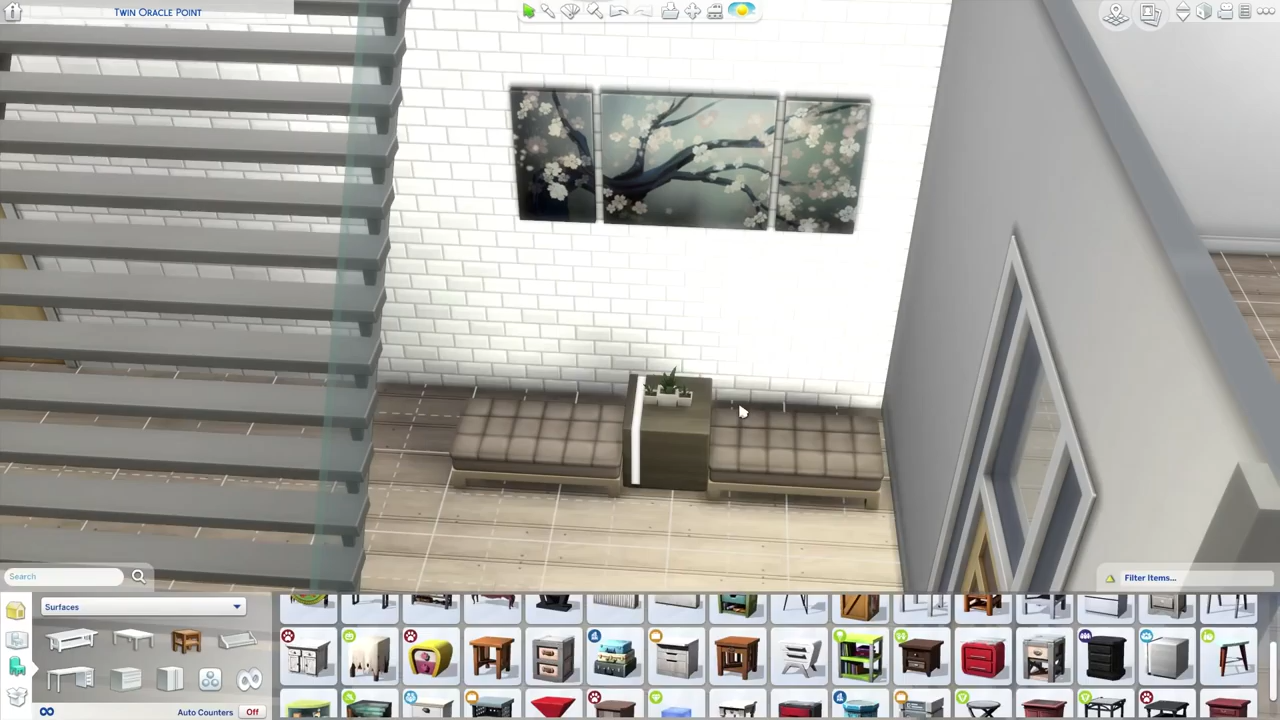 Twin Oracle Point
Search
Filter Items...
Surfaces
Auto Counters
Off